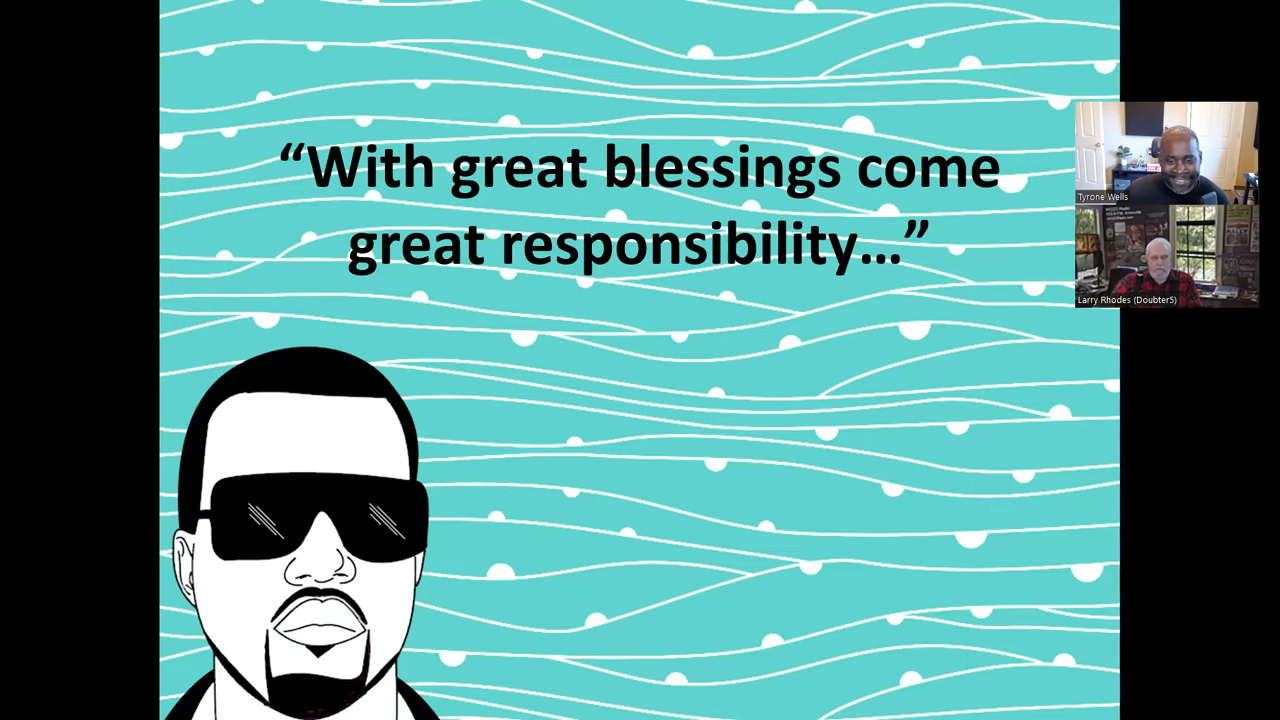 “With great blessings come
great responsibility…”
Tyrone Wells
Larry Rhodes (Doubter5)